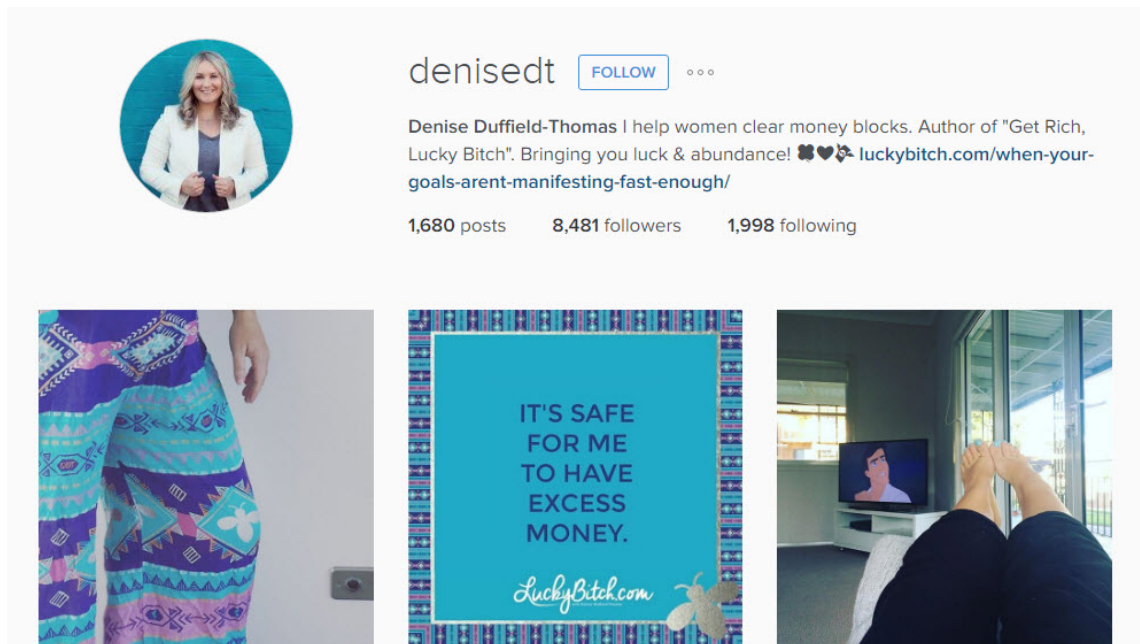 denisedt FOLLOW
Denise Duffield-Thomas I help women clear money blocks. Author of "Get Rich,
Lucky Bitch". Bringing you luck & abundance! luckybitch.com/when-your-
goals-arent-manifesting-fast-enough/
1,680 posts 8,481 followers 1,998 following
IT'S SAFE
FOR ME
TO HAVE
EXCESS
MONEY.
LuckyBitch.com